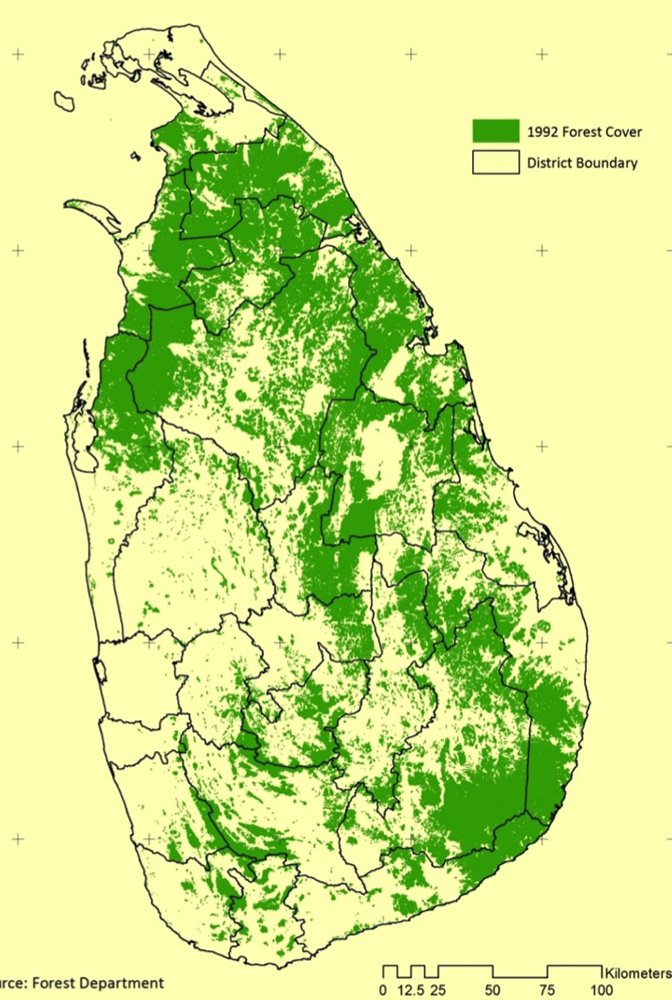 1992 Forest Cover
District Boundary
Kilometers
0 12.5 25 50 75 100
rce: Forest Department